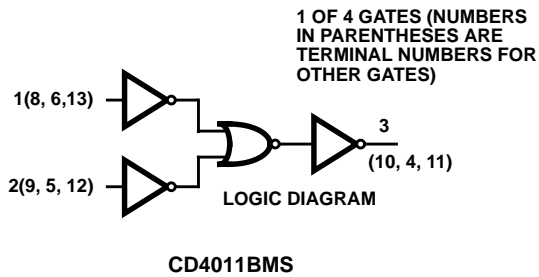 1 OF 4 GATES (NUMBERS
IN PARENTHESES ARE
TERMINAL NUMBERS FOR
OTHER GATES)
1(8, 6,13)
3
(10, 4, 11)
2(9, 5, 12)
LOGIC DIAGRAM
CD4011BMS